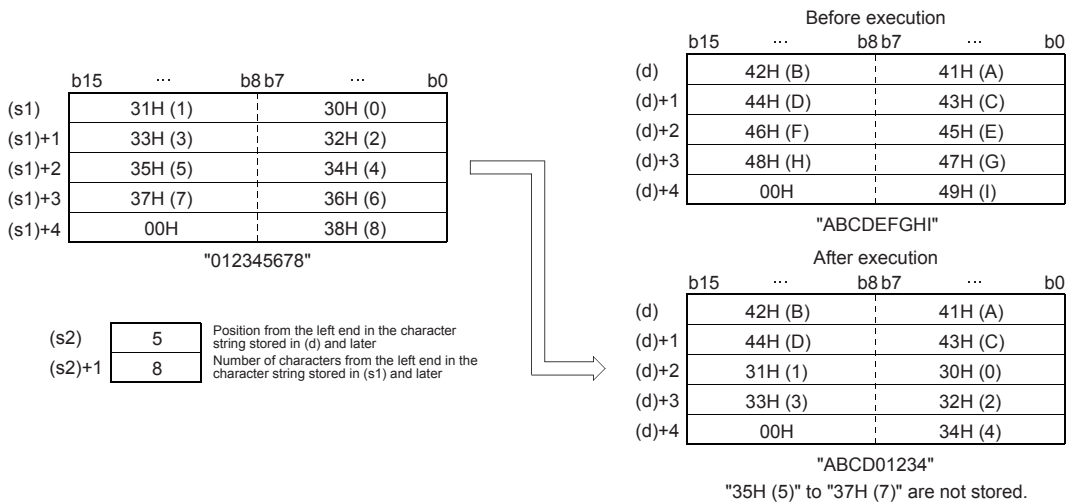 b15 ... b8 b7 ... b0
(s1) 31H (1) 30H (0)
(s1)+1 33H (3) 32H (2)
(s1)+2 35H (5) 34H (4)
(s1)+3 37H (7) 36H (6)
(s1)+4 00H 38H (8)
"012345678"
(s2) 5 Position from the left end in the character
string stored in (d) and later
(s2)+1 8 Number of characters from the left end in the
character string stored in (s1) and later
Before execution
b15 ... b8 b7 ... b0
(d) 42H (B) 41H (A)
(d)+1 44H (D) 43H (C)
(d)+2 46H (F) 45H (E)
(d)+3 48H (H) 47H (G)
(d)+4 00H 49H (I)
"ABCDEFGHI"
After execution
b15 ... b8 b7 ... b0
(d) 42H (B) 41H (A)
(d)+1 44H (D) 43H (C)
(d)+2 31H (1) 30H (0)
(d)+3 33H (3) 32H (2)
(d)+4 00H 34H (4)
"ABCD01234"
"35H (5)" to "37H (7)" are not stored.